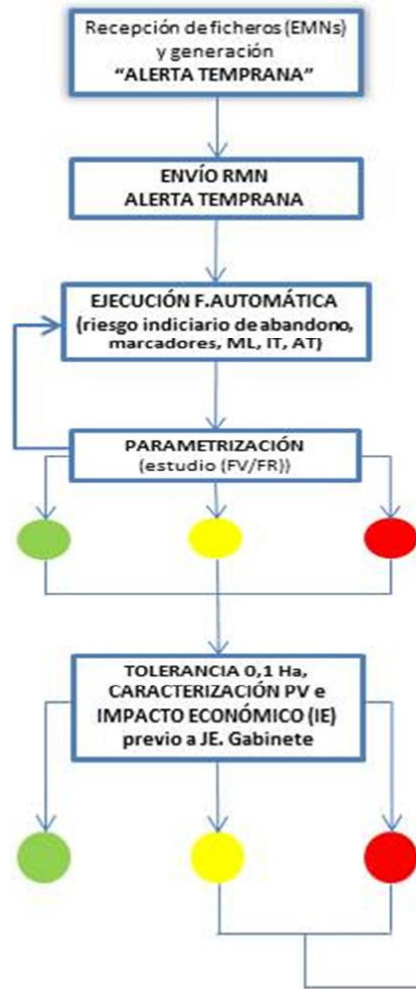 Recepción de ficheros (EMNs)
y generación
“ALERTA TEMPRANA”
ENVÍO RMN
ALERTA TEMPRANA
EJECUCIÓN F.AUTOMÁTICA
(riesgo indiciario de abandono,
marcadores, ML, IT, AT)
PARAMETRIZACIÓN
(estudio (FV/FR))
TOLERANCIA 0,1 Ha,
CARACTERIZACIÓN PV e
IMPACTO ECONÓMICO (IE)
previo a JE. Gabinete